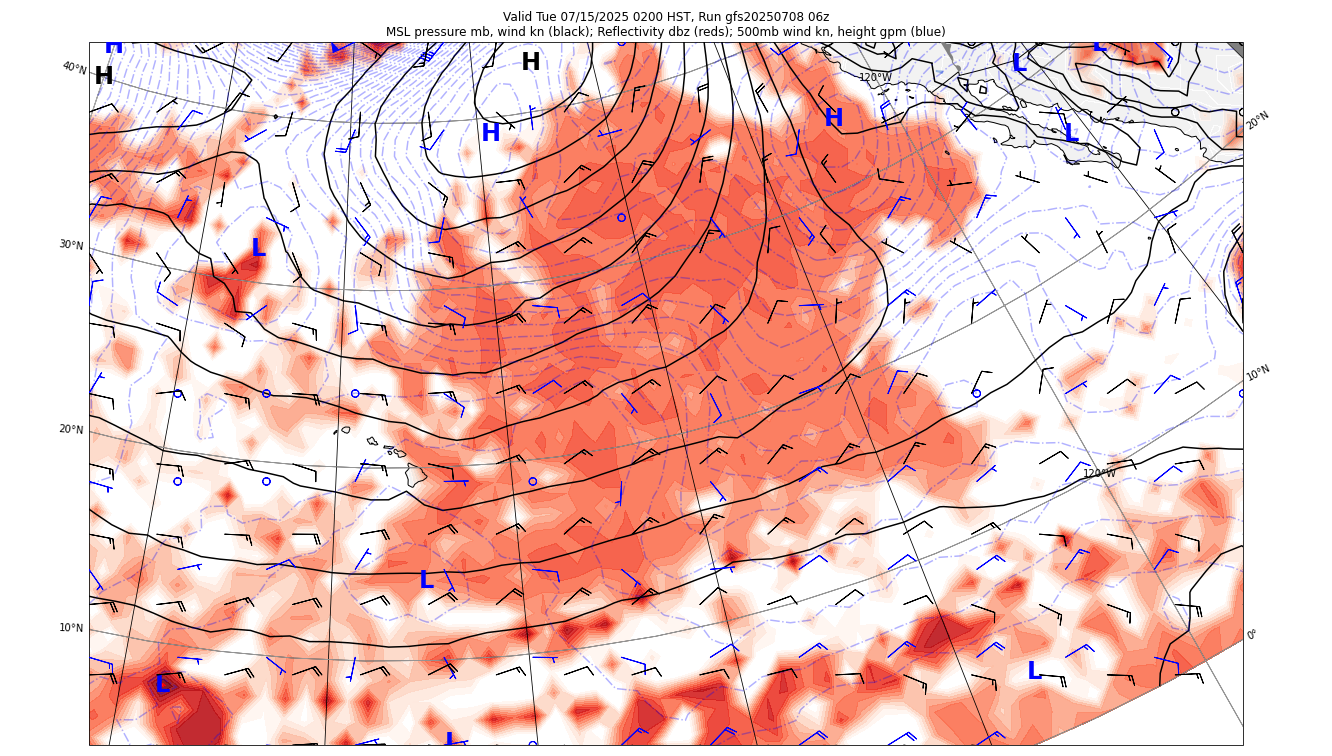 Valid Tue 07/15/2025 0200 HST, Run gfs20250708 06z
MSL pressure mb, wind kn (black); Reflectivity dbz (reds); 500mb wind kn, height gpm (blue)
H
L
L
L
40°N
H
H
120°W
H
H
L
20°N
30°N
L
10°N
20°N
120°W
L
10°N
0°
L
L
L